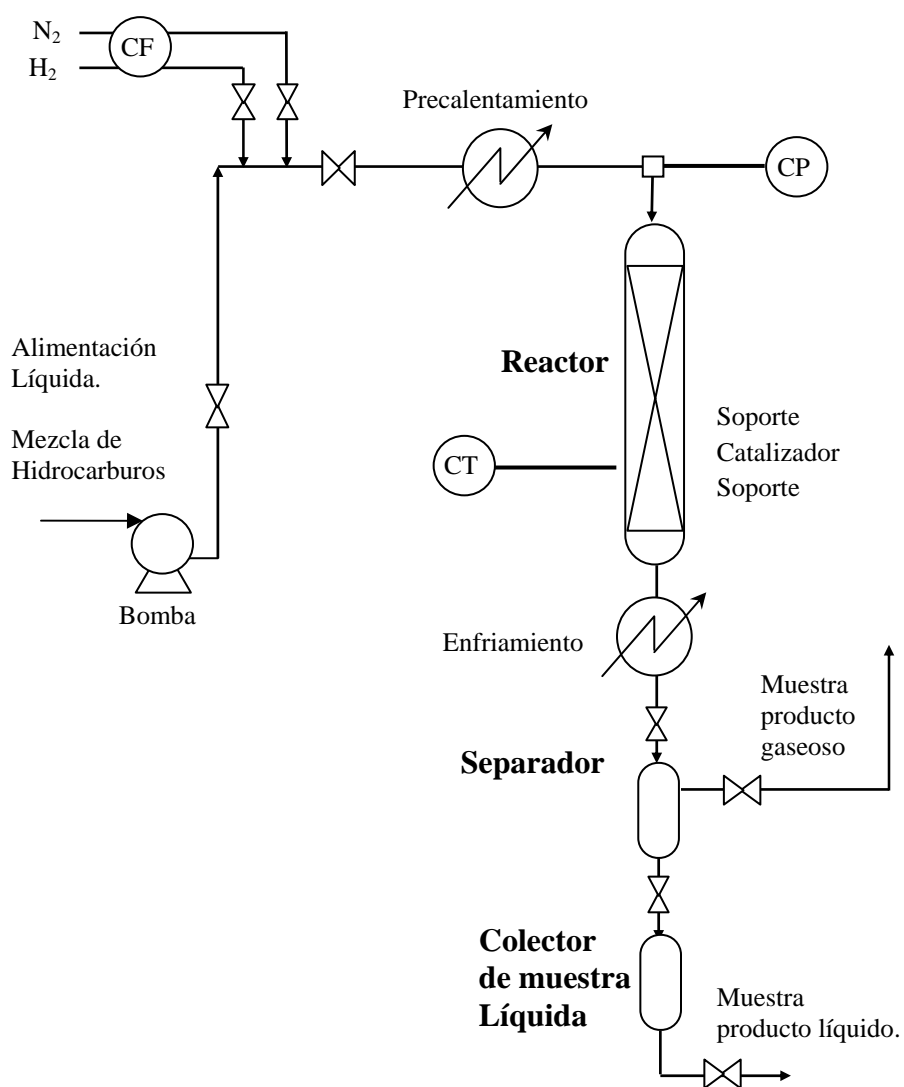 N₂
H₂
CF
Precalentamiento
CP
Alimentación
Líquida.
Mezcla de
Hidrocarburos
Bomba
Reactor
Soporte
Catalizador
Soporte
CT
Enfriamiento
Muestra
producto
gaseoso
Separador
Colector
de muestra
Líquida
Muestra
producto líquido.